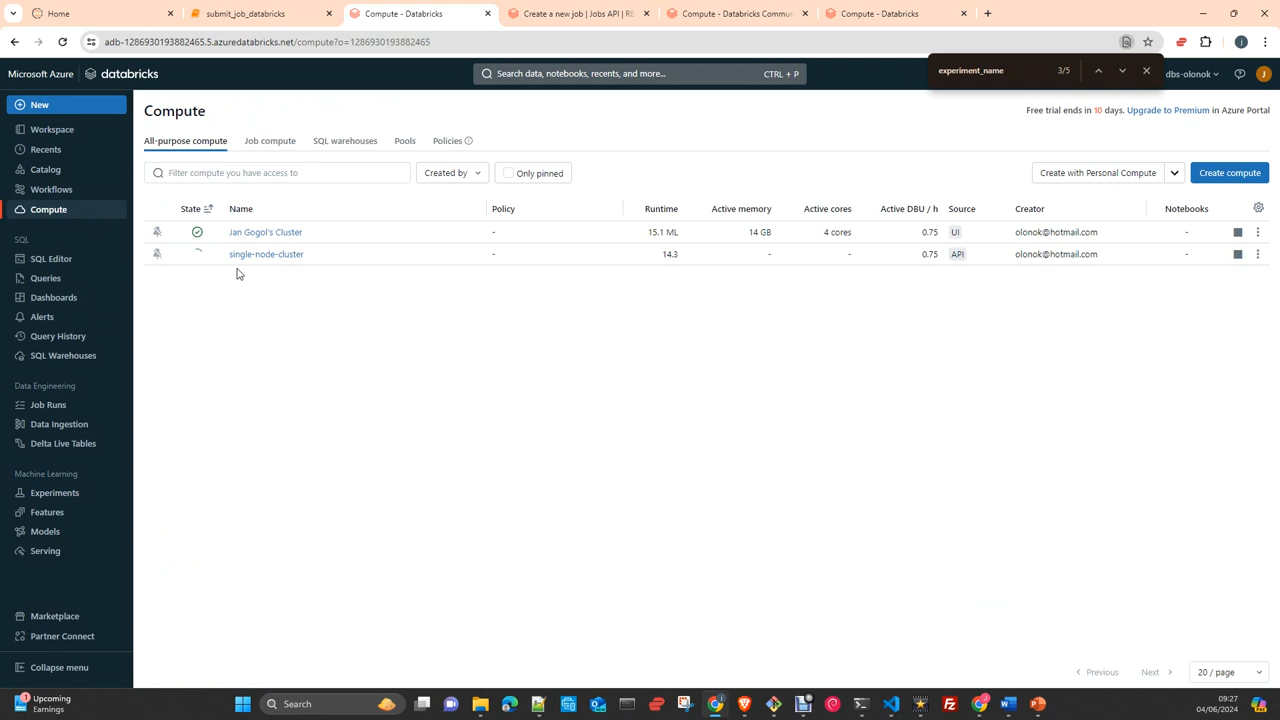 Home
submit_job_databricks
Compute - Databricks
Create a new job | Jobs API | RE
Compute - Databricks Commun
Compute - Databricks
adb-1286930193882465.5.azuredatabricks.net/compute?o=1286930193882465
experiment_name 3/5
Microsoft Azure databricks
Search data, notebooks, recents, and more... CTRL + P
dbs-olonok
J
New
Workspace
Recents
Catalog
Workflows
Compute
SQL
SQL Editor
Queries
Dashboards
Alerts
Query History
SQL Warehouses
Data Engineering
Job Runs
Data Ingestion
Delta Live Tables
Machine Learning
Experiments
Features
Models
Serving
Marketplace
Partner Connect
Collapse menu
Compute
Free trial ends in 10 days. Upgrade to Premium in Azure Portal
All-purpose compute Job compute SQL warehouses Pools Policies
Filter compute you have access to Created by Only pinned Create with Personal Compute Create compute
State Name Policy Runtime Active memory Active cores Active DBU / h Source Creator Notebooks
Jan Gogol's Cluster - 15.1 ML 14 GB 4 cores 0.75 UI olonok@hotmail.com -
single-node-cluster - 14.3 - - 0.75 API olonok@hotmail.com -
Previous Next 20 / page
1 Upcoming
Earnings
Search
09:27
04/06/2024